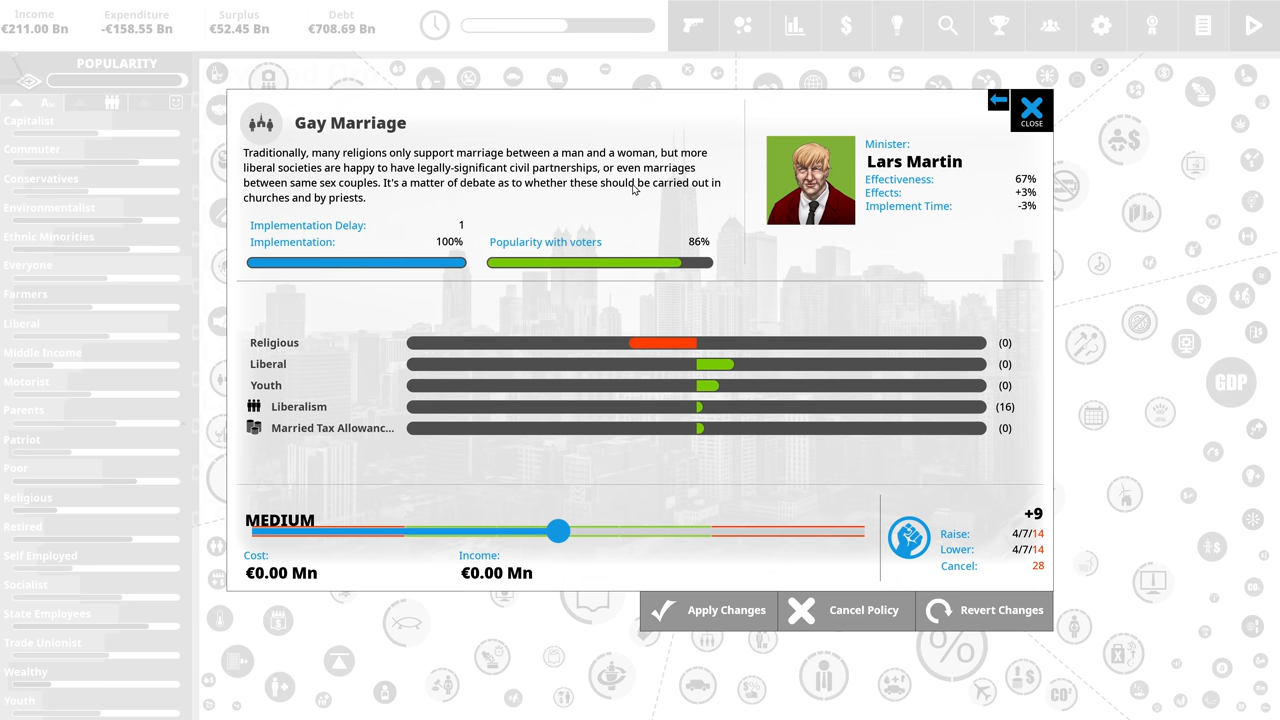 Income
€211.00 Bn
Expenditure
-€158.55 Bn
Surplus
€52.45 Bn
Debt
€708.69 Bn
POPULARITY
Capitalist
Commuter
Conservatives
Environmentalist
Ethnic Minorities
Everyone
Farmers
Liberal
Middle Income
Motorist
Parents
Patriot
Poor
Religious
Retired
Self Employed
Socialist
State Employees
Trade Unionist
Wealthy
Youth
Gay Marriage
Traditionally, many religions only support marriage between a man and a woman, but more
liberal societies are happy to have legally-significant civil partnerships, or even marriages
between same sex couples. It's a matter of debate as to whether these should be carried out in
churches and by priests.
Implementation Delay: 1
Implementation: 100%
Popularity with voters 86%
CLOSE
Minister:
Lars Martin
Effectiveness: 67%
Effects: +3%
Implement Time: -3%
Religious (0)
Liberal (0)
Youth (0)
Liberalism (16)
Married Tax Allowanc... (0)
MEDIUM
Cost:
€0.00 Mn
Income:
€0.00 Mn
+9
Raise: 4/7/14
Lower: 4/7/14
Cancel: 28
Apply Changes
Cancel Policy
Revert Changes
GDP